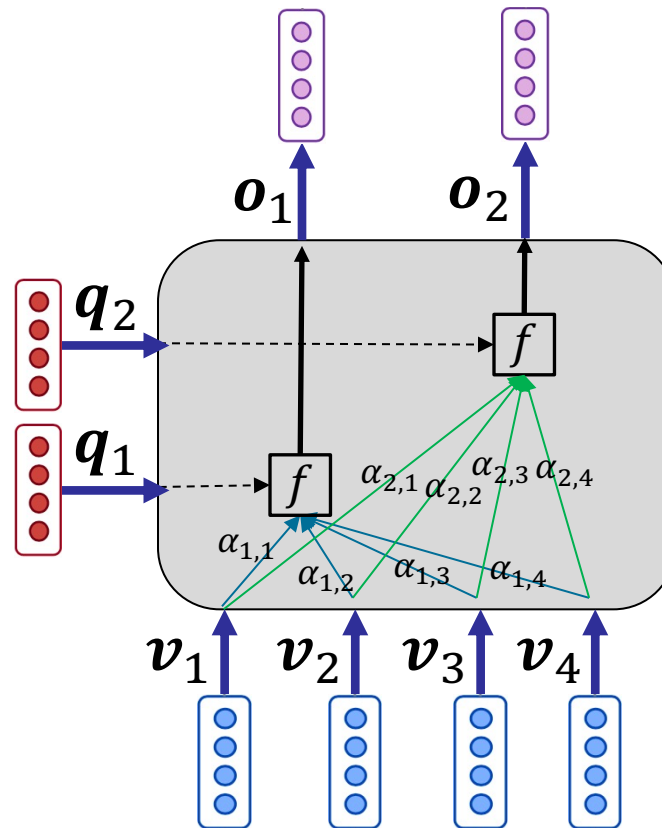 o₁ o₂
q₂
f
q₁
f
α₂,₁ α₂,₂ α₂,₃ α₂,₄
α₁,₁ α₁,₂ α₁,₃ α₁,₄
v₁ v₂ v₃ v₄